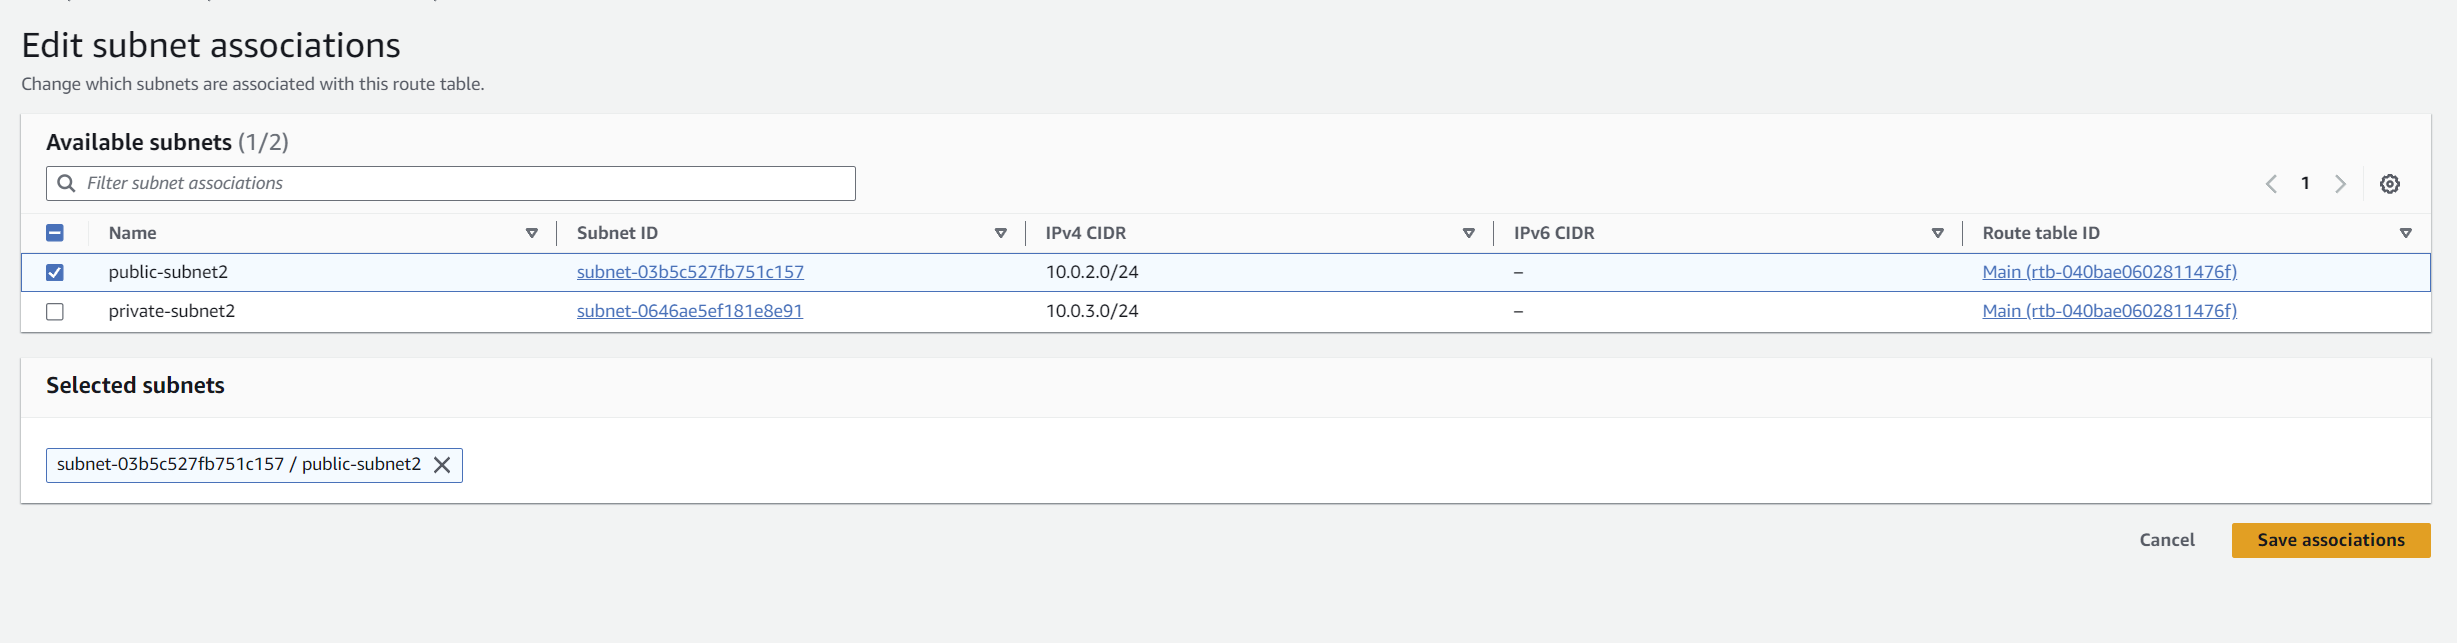 Edit subnet associations
Change which subnets are associated with this route table.
Available subnets (1/2)
Filter subnet associations
1
Name Subnet ID IPv4 CIDR IPv6 CIDR Route table ID
public-subnet2 subnet-03b5c527fb751c157 10.0.2.0/24 – Main (rtb-040bae0602811476f)
private-subnet2 subnet-0646ae5ef181e8e91 10.0.3.0/24 – Main (rtb-040bae0602811476f)
Selected subnets
subnet-03b5c527fb751c157 / public-subnet2
Cancel Save associations